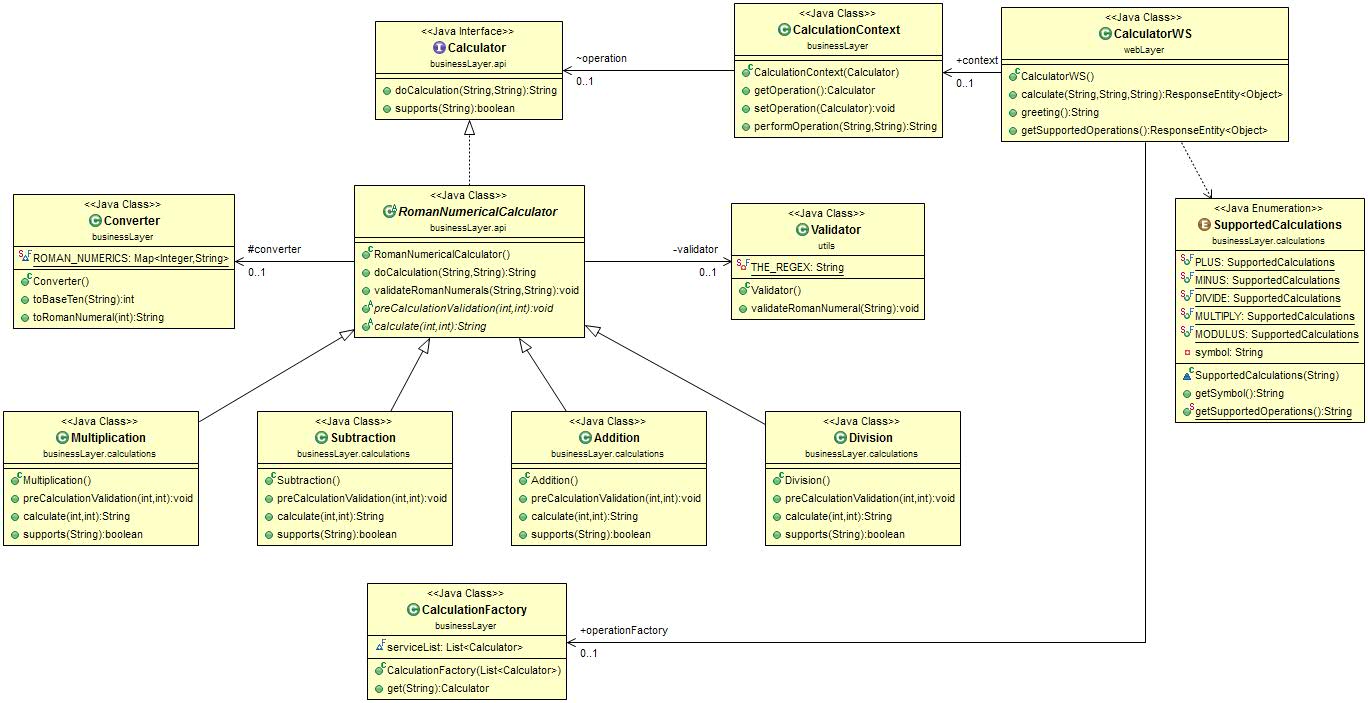 <<Java Interface>>
Calculator
businessLayer.api
doCalculation(String,String):String
supports(String):boolean
~operation
0..1
<<Java Class>>
CalculationContext
businessLayer
CalculationContext(Calculator)
getOperation():Calculator
setOperation(Calculator):void
performOperation(String,String):String
+context
0..1
<<Java Class>>
CalculatorWS
webLayer
CalculatorWS()
calculate(String,String,String):ResponseEntity<Object>
greeting():String
getSupportedOperations():ResponseEntity<Object>
<<Java Class>>
Converter
businessLayer
ROMAN_NUMERICS: Map<Integer,String>
Converter()
toBaseTen(String):int
toRomanNumeral(int):String
#converter
0..1
<<Java Class>>
RomanNumericalCalculator
businessLayer.api
RomanNumericalCalculator()
doCalculation(String,String):String
validateRomanNumerals(String,String):void
preCalculationValidation(int,int):void
calculate(int,int):String
-validator
0..1
<<Java Class>>
Validator
utils
THE_REGEX: String
Validator()
validateRomanNumeral(String):void
<<Java Enumeration>>
SupportedCalculations
businessLayer.calculations
PLUS: SupportedCalculations
MINUS: SupportedCalculations
DIVIDE: SupportedCalculations
MULTIPLY: SupportedCalculations
MODULUS: SupportedCalculations
symbol: String
SupportedCalculations(String)
getSymbol():String
getSupportedOperations():String
<<Java Class>>
Multiplication
businessLayer.calculations
Multiplication()
preCalculationValidation(int,int):void
calculate(int,int):String
supports(String):boolean
<<Java Class>>
Subtraction
businessLayer.calculations
Subtraction()
preCalculationValidation(int,int):void
calculate(int,int):String
supports(String):boolean
<<Java Class>>
Addition
businessLayer.calculations
Addition()
preCalculationValidation(int,int):void
calculate(int,int):String
supports(String):boolean
<<Java Class>>
Division
businessLayer.calculations
Division()
preCalculationValidation(int,int):void
calculate(int,int):String
supports(String):boolean
<<Java Class>>
CalculationFactory
businessLayer
serviceList: List<Calculator>
CalculationFactory(List<Calculator>)
get(String):Calculator
+operationFactory
0..1